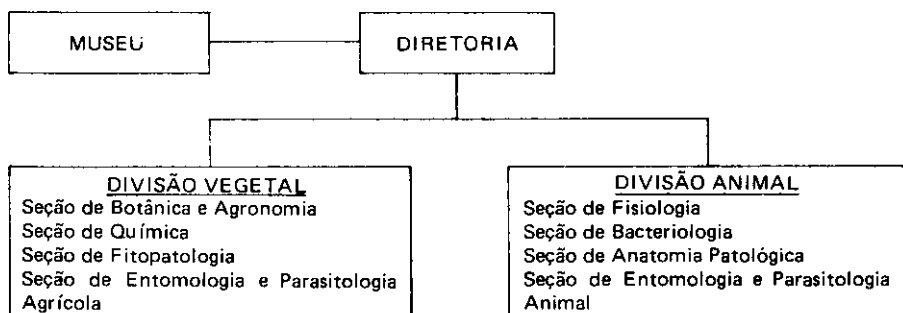 MUSEU
DIRETORIA
DIVISÃO VEGETAL
Seção de Botânica e Agronomia
Seção de Química
Seção de Fitopatologia
Seção de Entomologia e Parasitologia
Agrícola
DIVISÃO ANIMAL
Seção de Fisiologia
Seção de Bacteriologia
Seção de Anatomia Patológica
Seção de Entomologia e Parasitologia
Animal